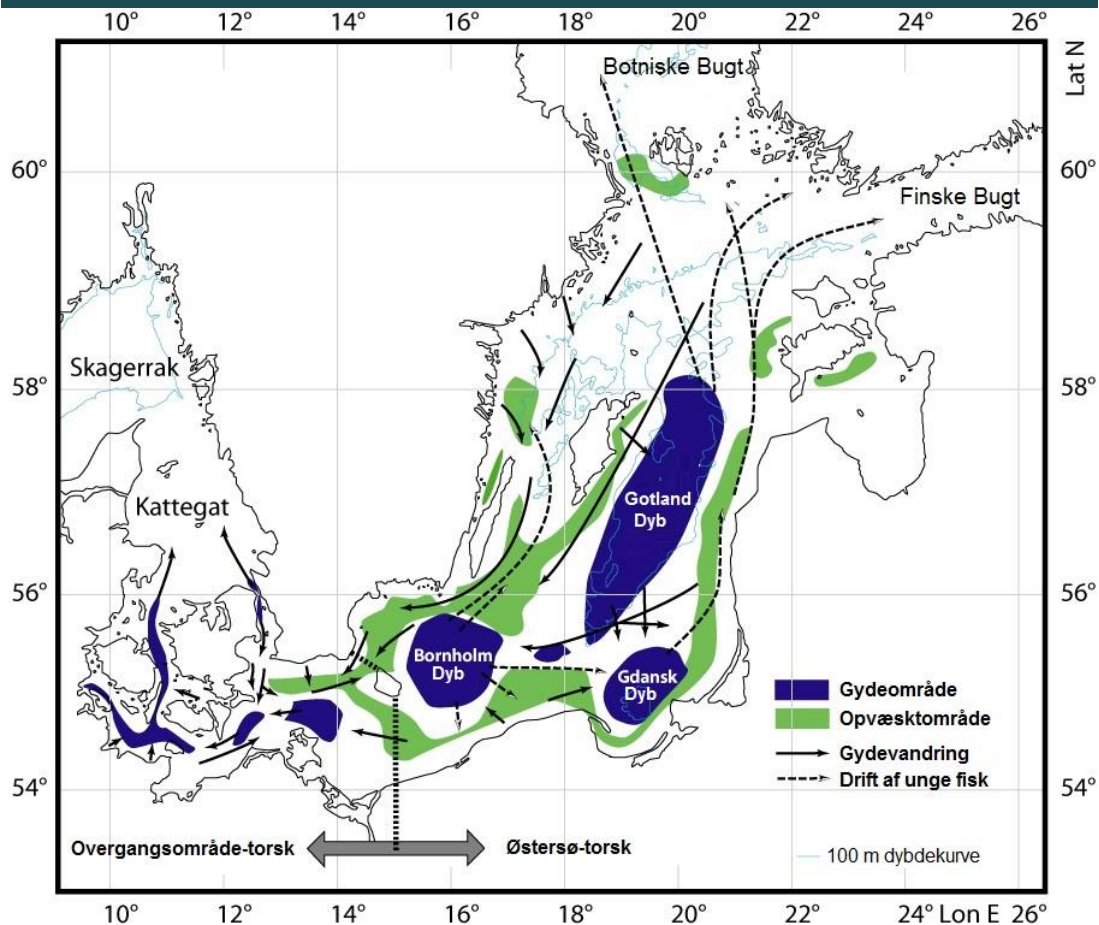 10° 12° 14° 16° 18° 20° 22° 24° 26°
Botniske Bugt
Lat N
60° 60°
Finske Bugt
Skagerrak
58° 58°
Kattegat
Gotland
Dyb
56° 56°
Bornholm
Dyb
Gdansk
Dyb
Gydeområde
Opvæsktområde
Gydevandring
Drift af unge fisk
54° 54°
Overgangsområde-torsk
Østersø-torsk
100 m dybdekurve
10° 12° 14° 16° 18° 20° 22° 24° Lon E 26°